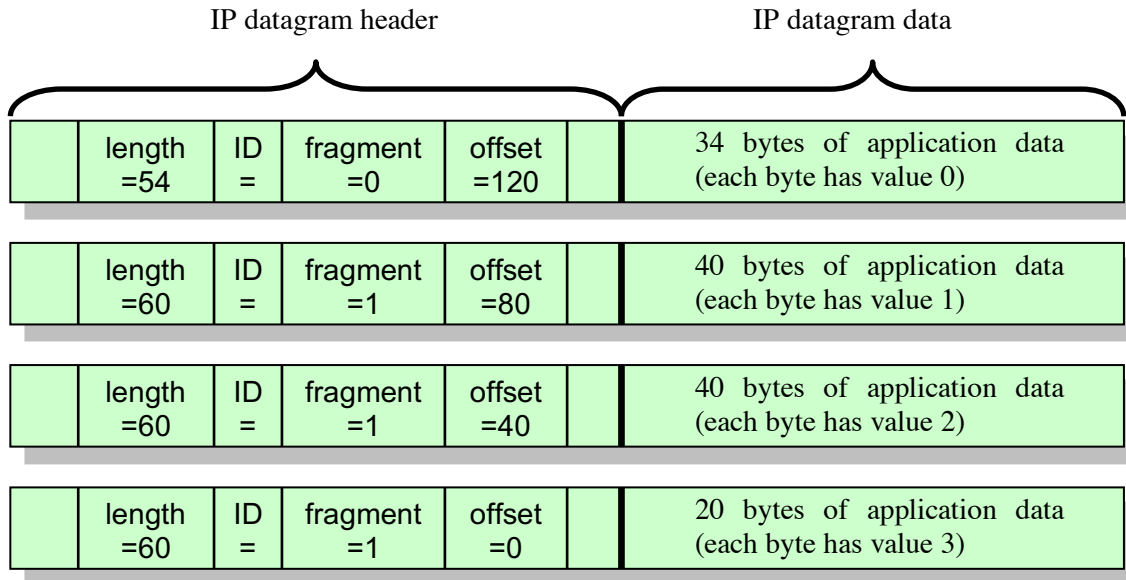 IP datagram header IP datagram data
length ID fragment offset 34 bytes of application data
=54 = =0 =120 (each byte has value 0)
length ID fragment offset 40 bytes of application data
=60 = =1 =80 (each byte has value 1)
length ID fragment offset 40 bytes of application data
=60 = =1 =40 (each byte has value 2)
length ID fragment offset 20 bytes of application data
=60 = =1 =0 (each byte has value 3)